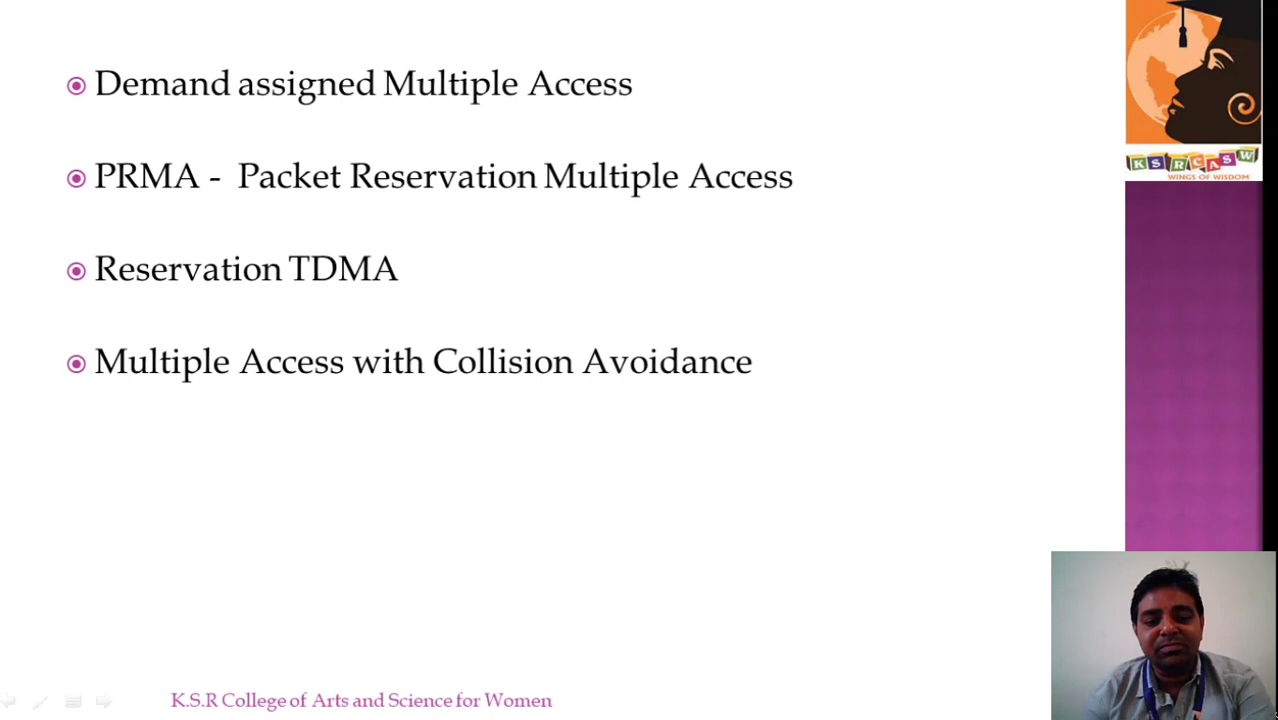 Demand assigned Multiple Access
PRMA - Packet Reservation Multiple Access
Reservation TDMA
Multiple Access with Collision Avoidance
KSRCASW
WINGS OF WISDOM
K.S.R College of Arts and Science for Women